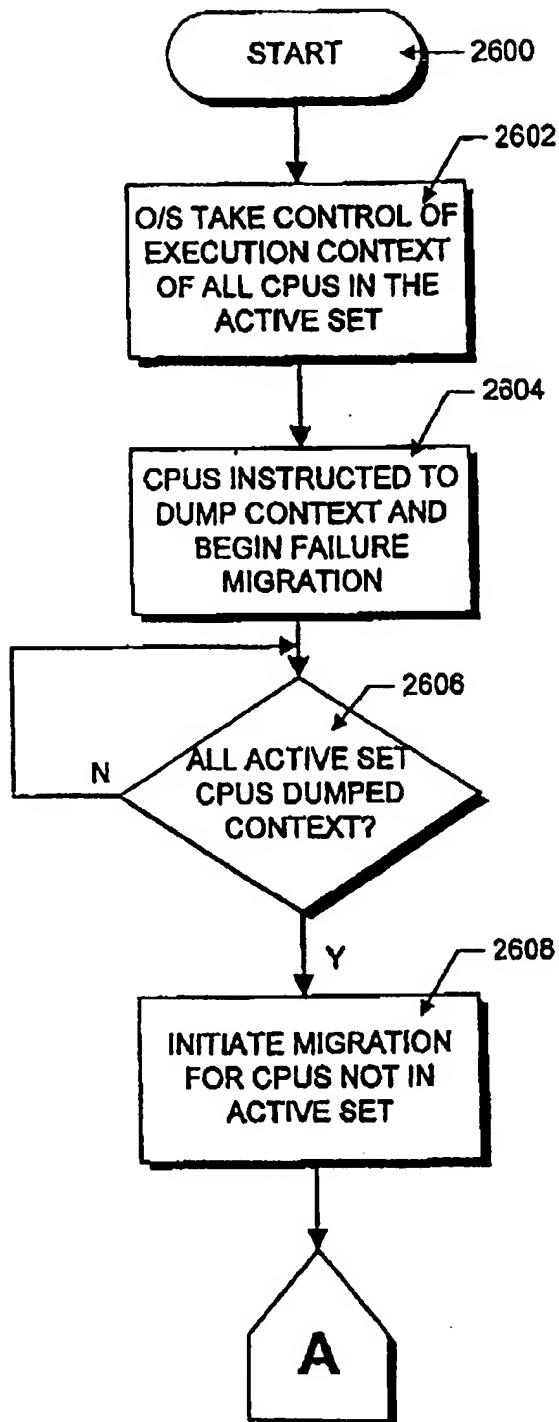 START
2600
2602
O/S TAKE CONTROL OF
EXECUTION CONTEXT
OF ALL CPUS IN THE
ACTIVE SET
2604
CPUS INSTRUCTED TO
DUMP CONTEXT AND
BEGIN FAILURE
MIGRATION
2606
ALL ACTIVE SET
CPUS DUMPED
CONTEXT?
N
Y
2608
INITIATE MIGRATION
FOR CPUS NOT IN
ACTIVE SET
A